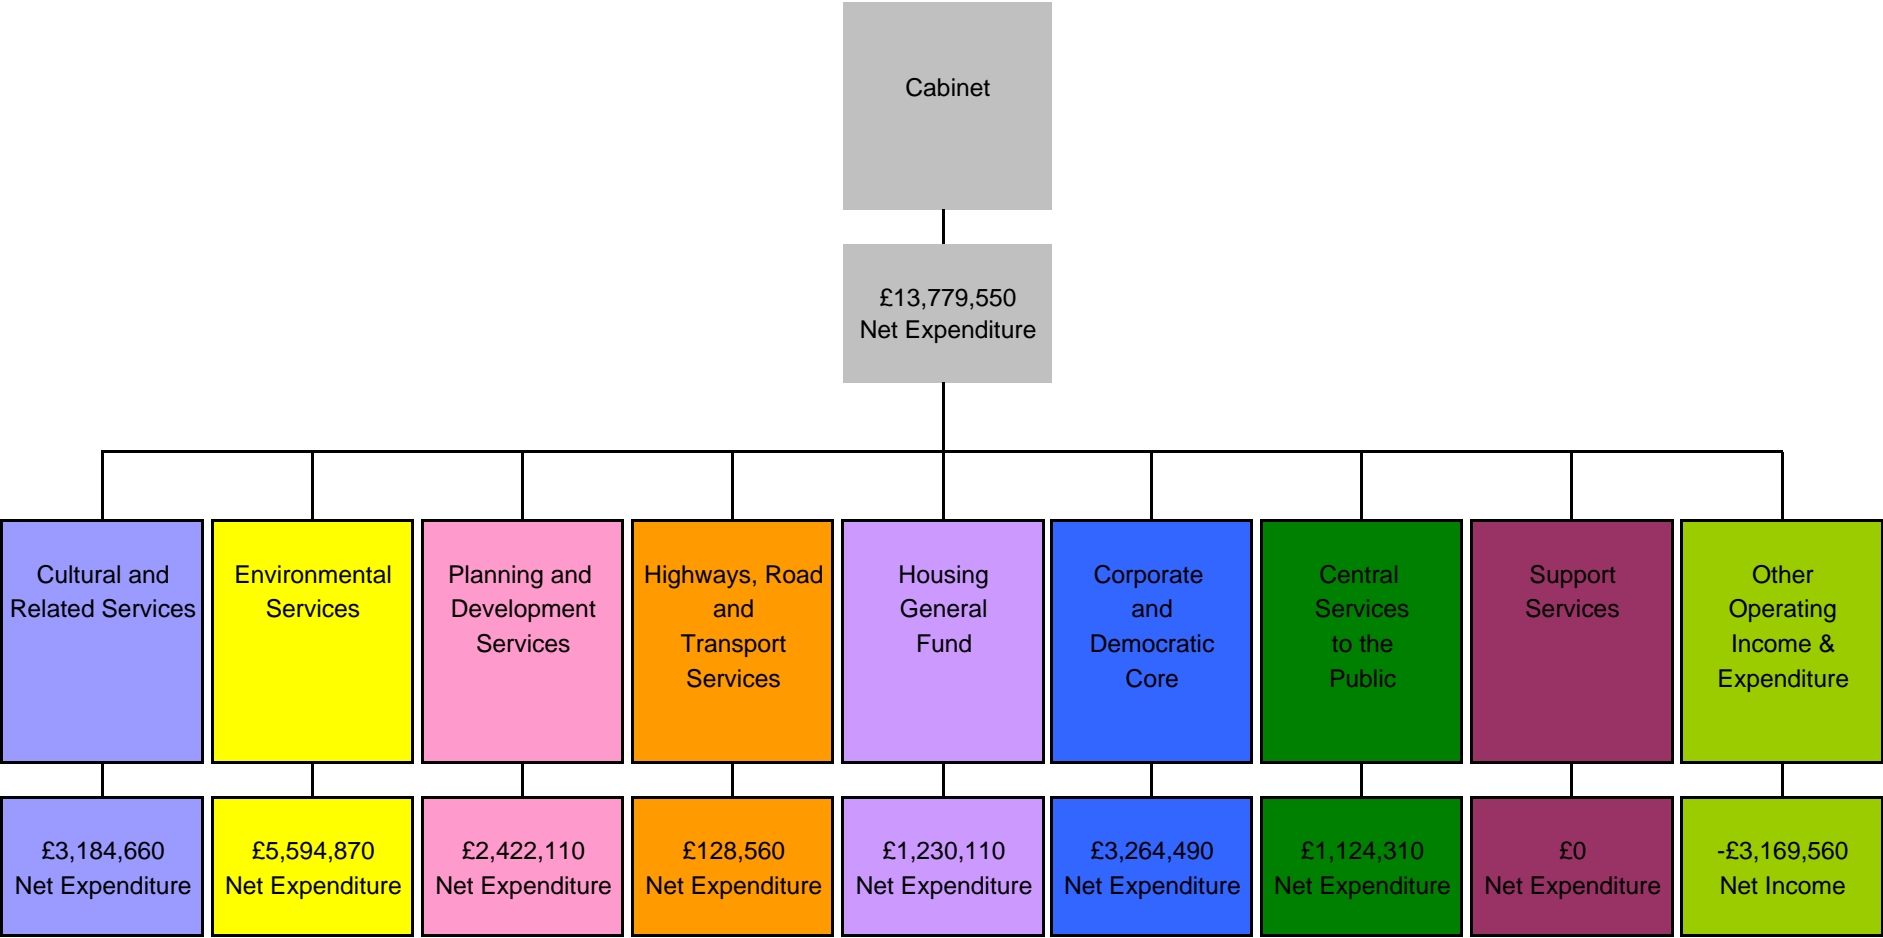 Cabinet
£13,779,550
Net Expenditure
Cultural and
Related Services
Environmental
Services
Planning and
Development
Services
Highways, Road
and
Transport
Services
Housing
General
Fund
Corporate
and
Democratic
Core
Central
Services
to the
Public
Support
Services
Other
Operating
Income &
Expenditure
£3,184,660
Net Expenditure
£5,594,870
Net Expenditure
£2,422,110
Net Expenditure
£128,560
Net Expenditure
£1,230,110
Net Expenditure
£3,264,490
Net Expenditure
£1,124,310
Net Expenditure
£0
Net Expenditure
-£3,169,560
Net Income